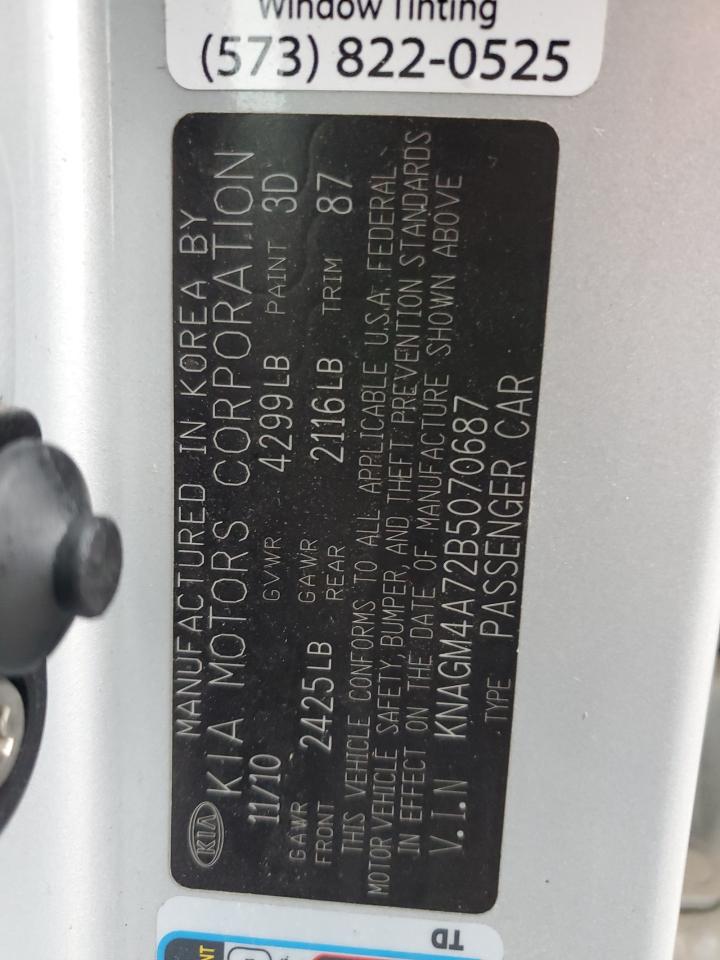 Window Tinting
(573) 822-0525
MANUFACTURED IN KOREA BY
KIA KIA MOTORS CORPORATION
11/10 GVWR 4299LB PAINT 3D
GAWR FRONT 2425LB GAWR REAR 2116LB TRIM 87
THIS VEHICLE CONFORMS TO ALL APPLICABLE U.S.A. FEDERAL
MOTOR VEHICLE SAFETY, BUMPER, AND THEFT PREVENTION STANDARDS
IN EFFECT ON THE DATE OF MANUFACTURE SHOWN ABOVE
V.I.N KNAGM4A72B5070687
TYPE PASSENGER CAR
TD